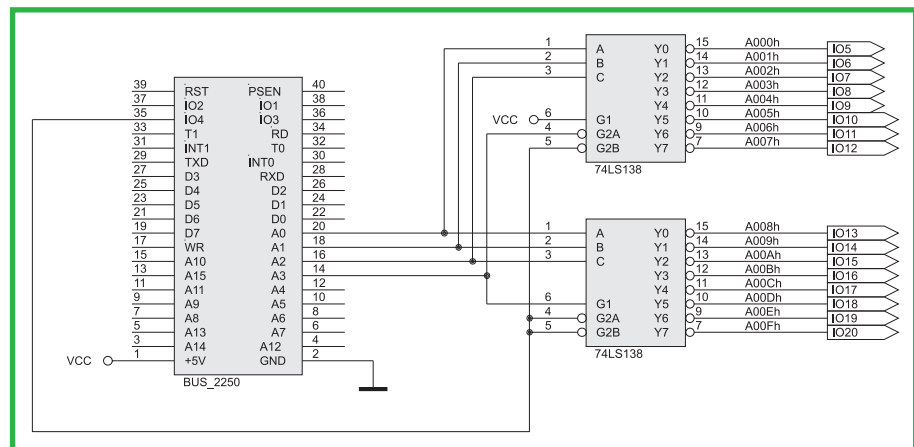 39 RST PSEN 40
37 IO2 IO1 38
35 IO4 IO3 36
33 T1 RD 34
31 INT1 T0 32
29 TXD INT0 30
27 D3 RXD 28
25 D4 D2 26
23 D5 D1 24
21 D6 D0 22
19 D7 A0 20
17 WR A1 18
15 A10 A2 16
13 A15 A3 14
11 A11 A4 12
9 A9 A5 10
7 A8 A6 8
5 A13 A7 6
3 A14 A12 4
VCC 1 +5V GND 2
BUS_2250
1 A Y0 15 A000h IO5
2 B Y1 14 A001h IO6
3 C Y2 13 A002h IO7
Y3 12 A003h IO8
Y4 11 A004h IO9
VCC 6 G1 Y5 10 A005h IO10
4 G2A Y6 9 A006h IO11
5 G2B Y7 7 A007h IO12
74LS138
1 A Y0 15 A008h IO13
2 B Y1 14 A009h IO14
3 C Y2 13 A00Ah IO15
Y3 12 A00Bh IO16
Y4 11 A00Ch IO17
6 G1 Y5 10 A00Dh IO18
4 G2A Y6 9 A00Eh IO19
5 G2B Y7 7 A00Fh IO20
74LS138